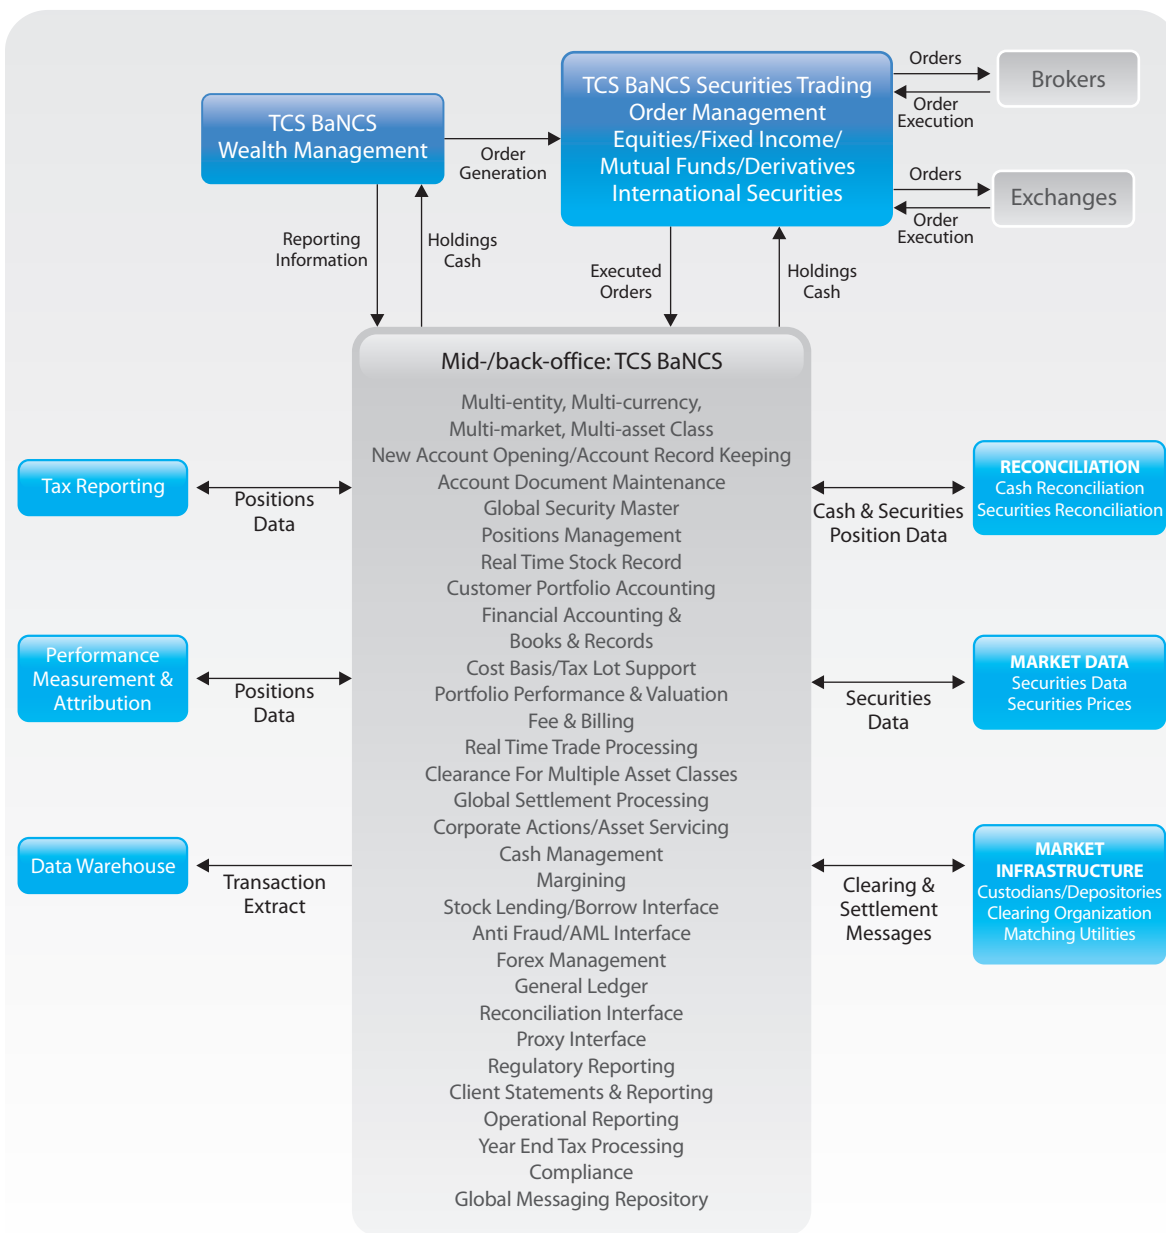 TCS BaNCS
Wealth Management
Order
Generation
TCS BaNCS Securities Trading
Order Management
Equities/Fixed Income/
Mutual Funds/Derivatives
International Securities
Orders
Order
Execution
Brokers
Orders
Order
Execution
Exchanges
Reporting
Information
Holdings
Cash
Executed
Orders
Holdings
Cash
Mid-/back-office: TCS BaNCS
Multi-entity, Multi-currency,
Multi-market, Multi-asset Class
New Account Opening/Account Record Keeping
Account Document Maintenance
Global Security Master
Positions Management
Real Time Stock Record
Customer Portfolio Accounting
Financial Accounting &
Books & Records
Cost Basis/Tax Lot Support
Portfolio Performance & Valuation
Fee & Billing
Real Time Trade Processing
Clearance For Multiple Asset Classes
Global Settlement Processing
Corporate Actions/Asset Servicing
Cash Management
Margining
Stock Lending/Borrow Interface
Anti Fraud/AML Interface
Forex Management
General Ledger
Reconciliation Interface
Proxy Interface
Regulatory Reporting
Client Statements & Reporting
Operational Reporting
Year End Tax Processing
Compliance
Global Messaging Repository
Tax Reporting
Positions
Data
Performance
Measurement &
Attribution
Positions
Data
Data Warehouse
Transaction
Extract
Cash & Securities
Position Data
RECONCILIATION
Cash Reconciliation
Securities Reconciliation
Securities
Data
MARKET DATA
Securities Data
Securities Prices
Clearing &
Settlement
Messages
MARKET
INFRASTRUCTURE
Custodians/Depositories
Clearing Organization
Matching Utilities